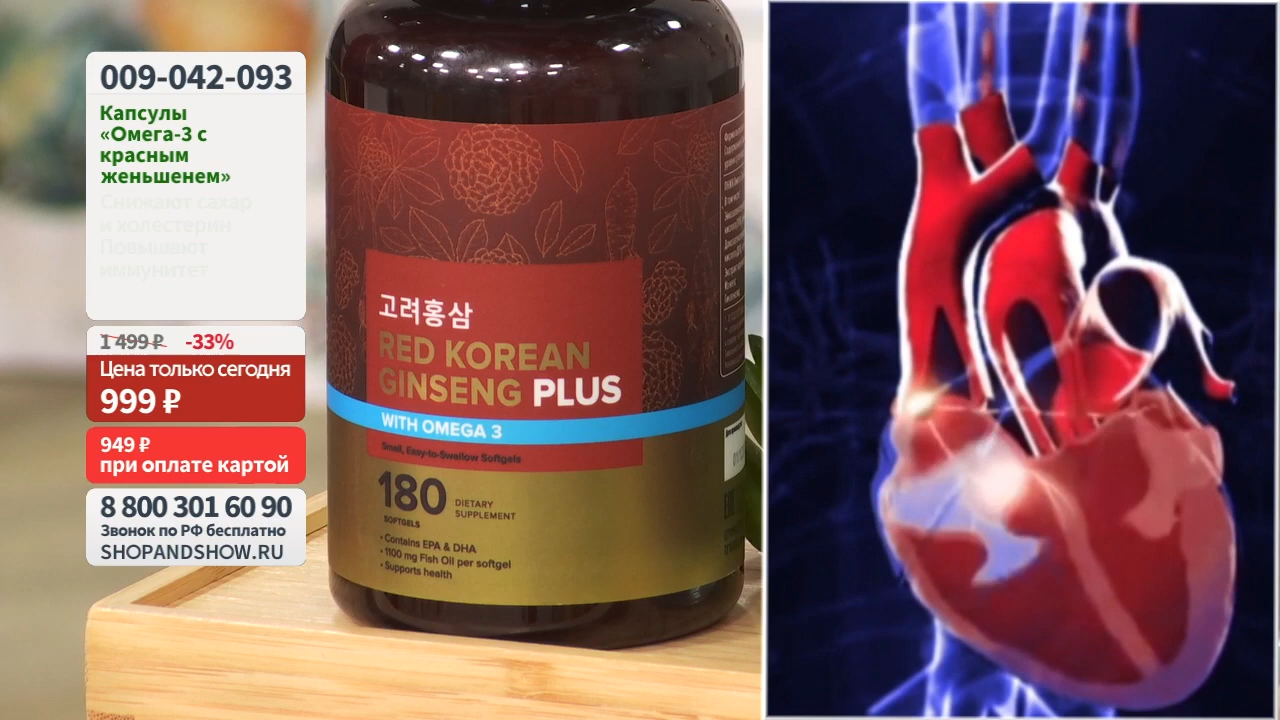 009-042-093
Капсулы
«Омега-3 с
красным
женьшенем»
Снижают сахар
и холестерин
Повышают
иммунитет
1 499 ₽ -33%
Цена только сегодня
999 ₽
949 ₽
при оплате картой
8 800 301 60 90
Звонок по РФ бесплатно
SHOPANDSHOW.RU
고려홍삼
RED KOREAN
GINSENG PLUS
WITH OMEGA 3
Small, Easy-to-Swallow Softgels
180
SOFTGELS
DIETARY
SUPPLEMENT
• Contains EPA & DHA
• 1100 mg Fish Oil per softgel
• Supports health